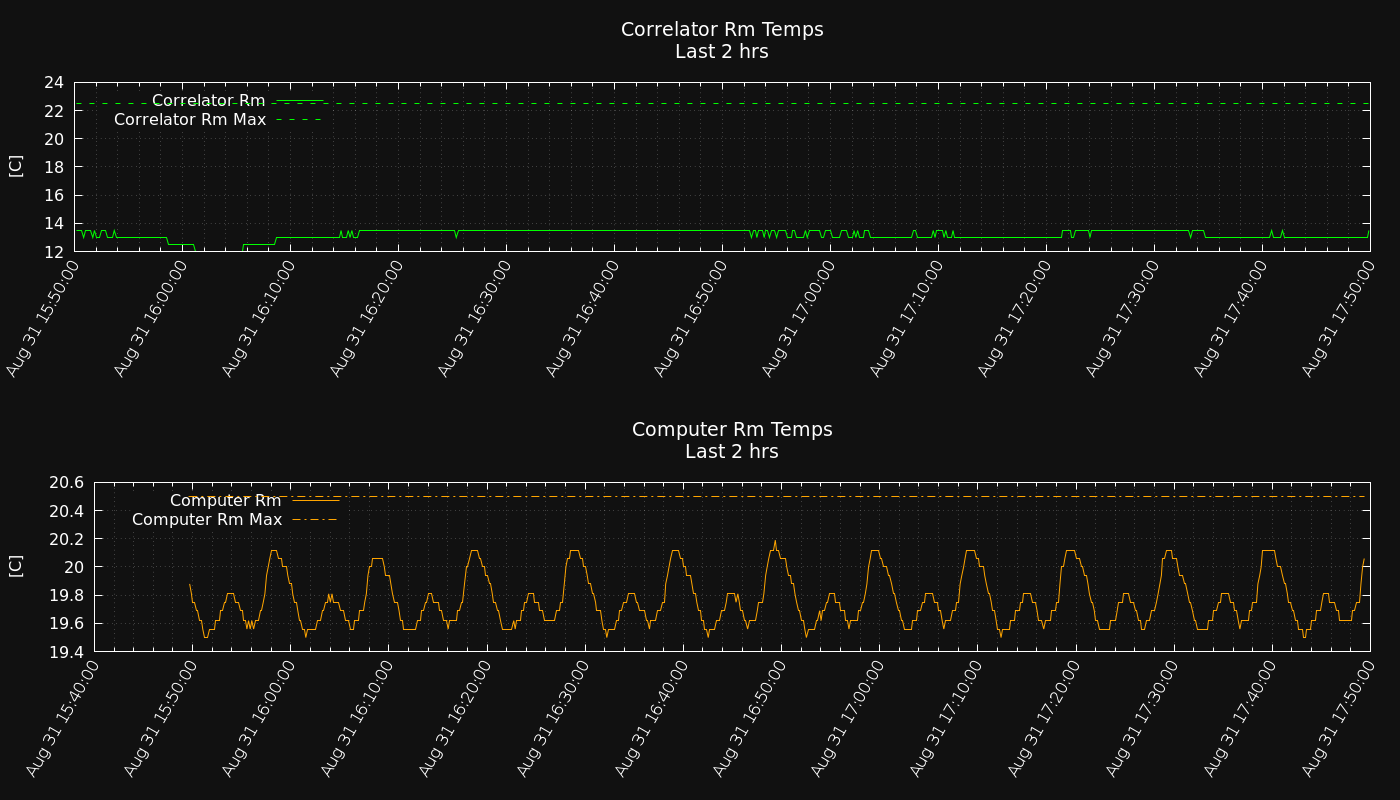 Correlator Rm Temps
Last 2 hrs
24
22
20
18
16
14
12
[C]
Correlator Rm
Correlator Rm Max
Aug 31 15:50:00
Aug 31 16:00:00
Aug 31 16:10:00
Aug 31 16:20:00
Aug 31 16:30:00
Aug 31 16:40:00
Aug 31 16:50:00
Aug 31 17:00:00
Aug 31 17:10:00
Aug 31 17:20:00
Aug 31 17:30:00
Aug 31 17:40:00
Aug 31 17:50:00
Computer Rm Temps
Last 2 hrs
20.6
20.4
20.2
20
19.8
19.6
19.4
[C]
Computer Rm
Computer Rm Max
Aug 31 15:40:00
Aug 31 15:50:00
Aug 31 16:00:00
Aug 31 16:10:00
Aug 31 16:20:00
Aug 31 16:30:00
Aug 31 16:40:00
Aug 31 16:50:00
Aug 31 17:00:00
Aug 31 17:10:00
Aug 31 17:20:00
Aug 31 17:30:00
Aug 31 17:40:00
Aug 31 17:50:00